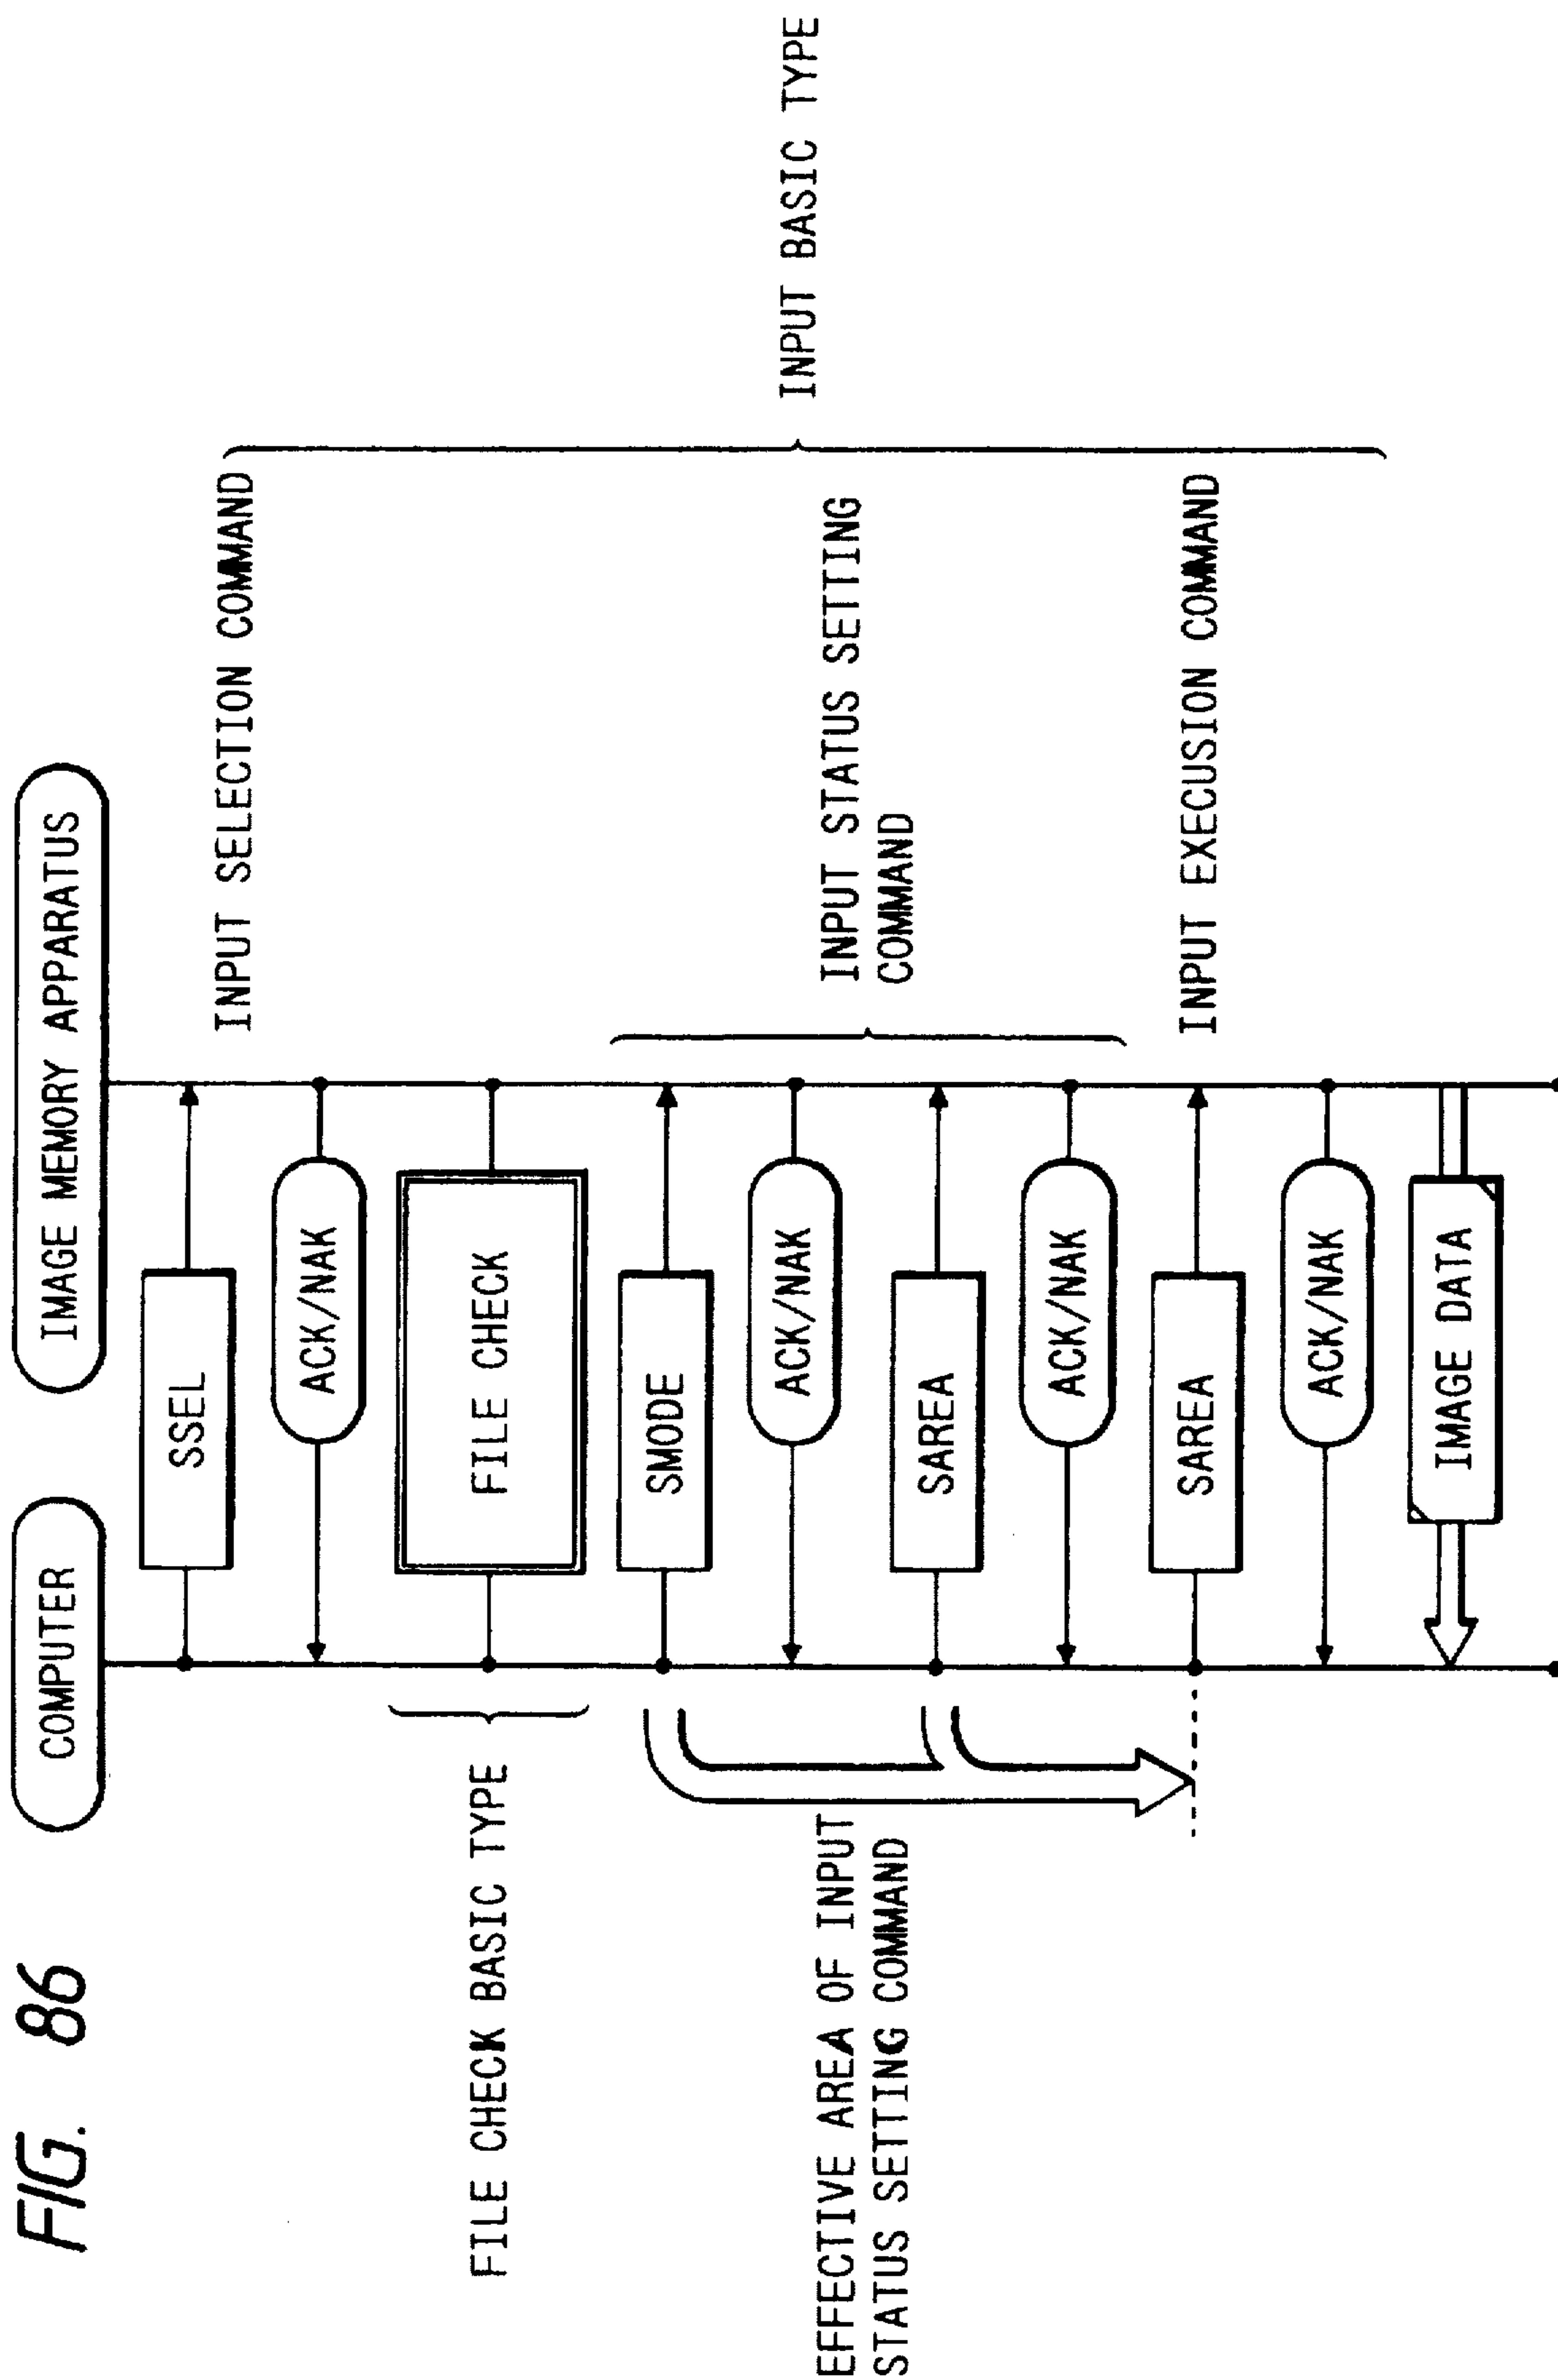 FIG. 86
COMPUTER
IMAGE MEMORY APPARATUS
SSEL
INPUT SELECTION COMMAND
ACK/NAK
FILE CHECK BASIC TYPE
FILE CHECK
SMODE
ACK/NAK
EFFECTIVE AREA OF INPUT
STATUS SETTING COMMAND
INPUT STATUS SETTING
COMMAND
INPUT BASIC TYPE
SAREA
ACK/NAK
SAREA
INPUT EXECUSION COMMAND
ACK/NAK
IMAGE DATA